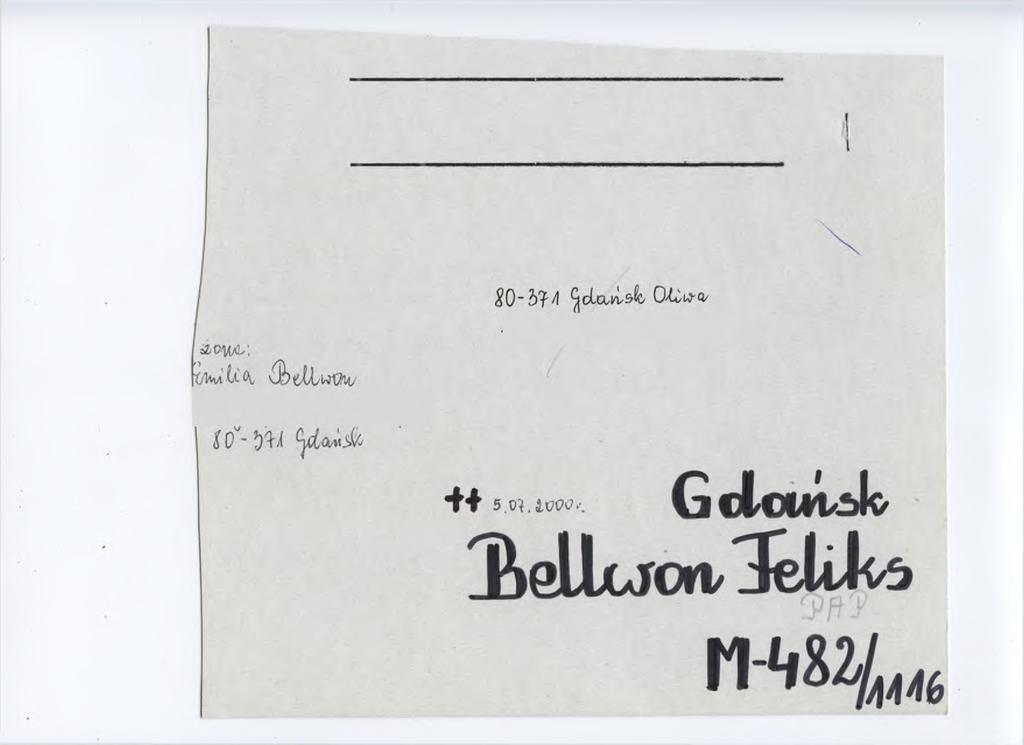 80-371 Gdańsk Oliwa
żona:
Emilia Bellwon
80-371 Gdańsk
++ 5.07.2000r.
Gdańsk
Bellwon Feliks
PAP
M-482/1116